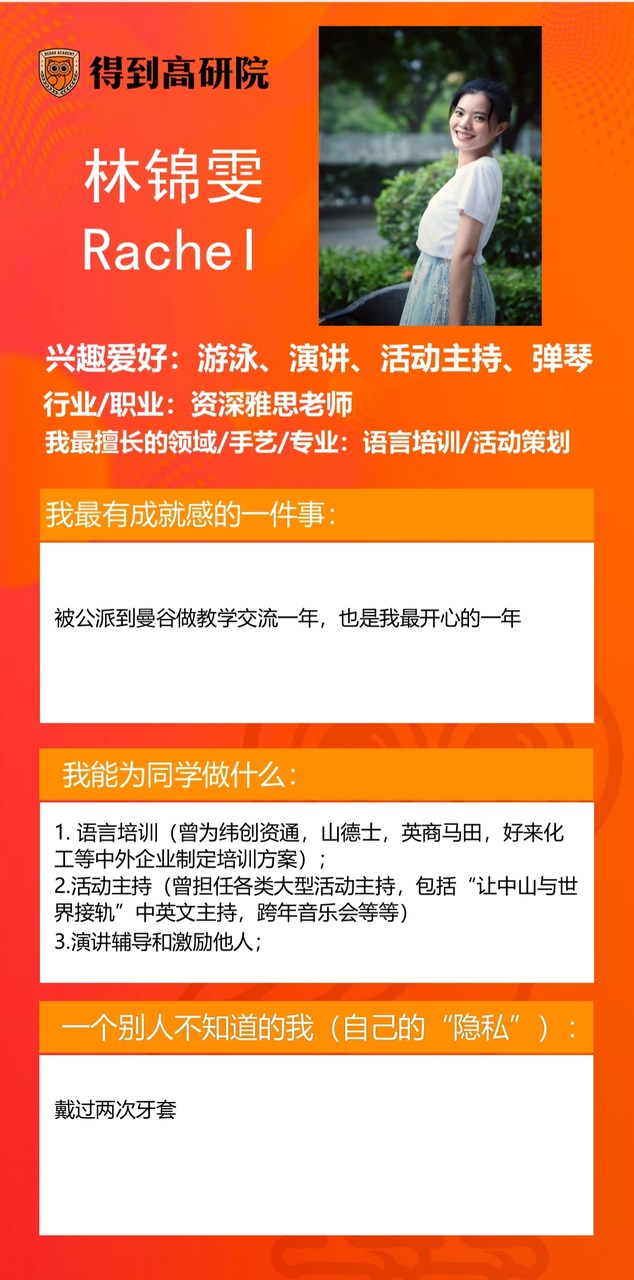 DEDAO ACADEMY
得到高研院
林锦雯
Rachel
兴趣爱好：游泳、演讲、活动主持、弹琴
行业/职业：资深雅思老师
我最擅长的领域/手艺/专业：语言培训/活动策划
我最有成就感的一件事：
被公派到曼谷做教学交流一年，也是我最开心的一年
我能为同学做什么：
1. 语言培训（曾为纬创资通，山德士，英商马田，好来化
工等中外企业制定培训方案）；
2.活动主持（曾担任各类大型活动主持，包括“让中山与世
界接轨”中英文主持，跨年音乐会等等）
3.演讲辅导和激励他人；
一个别人不知道的我（自己的“隐私”）：
戴过两次牙套